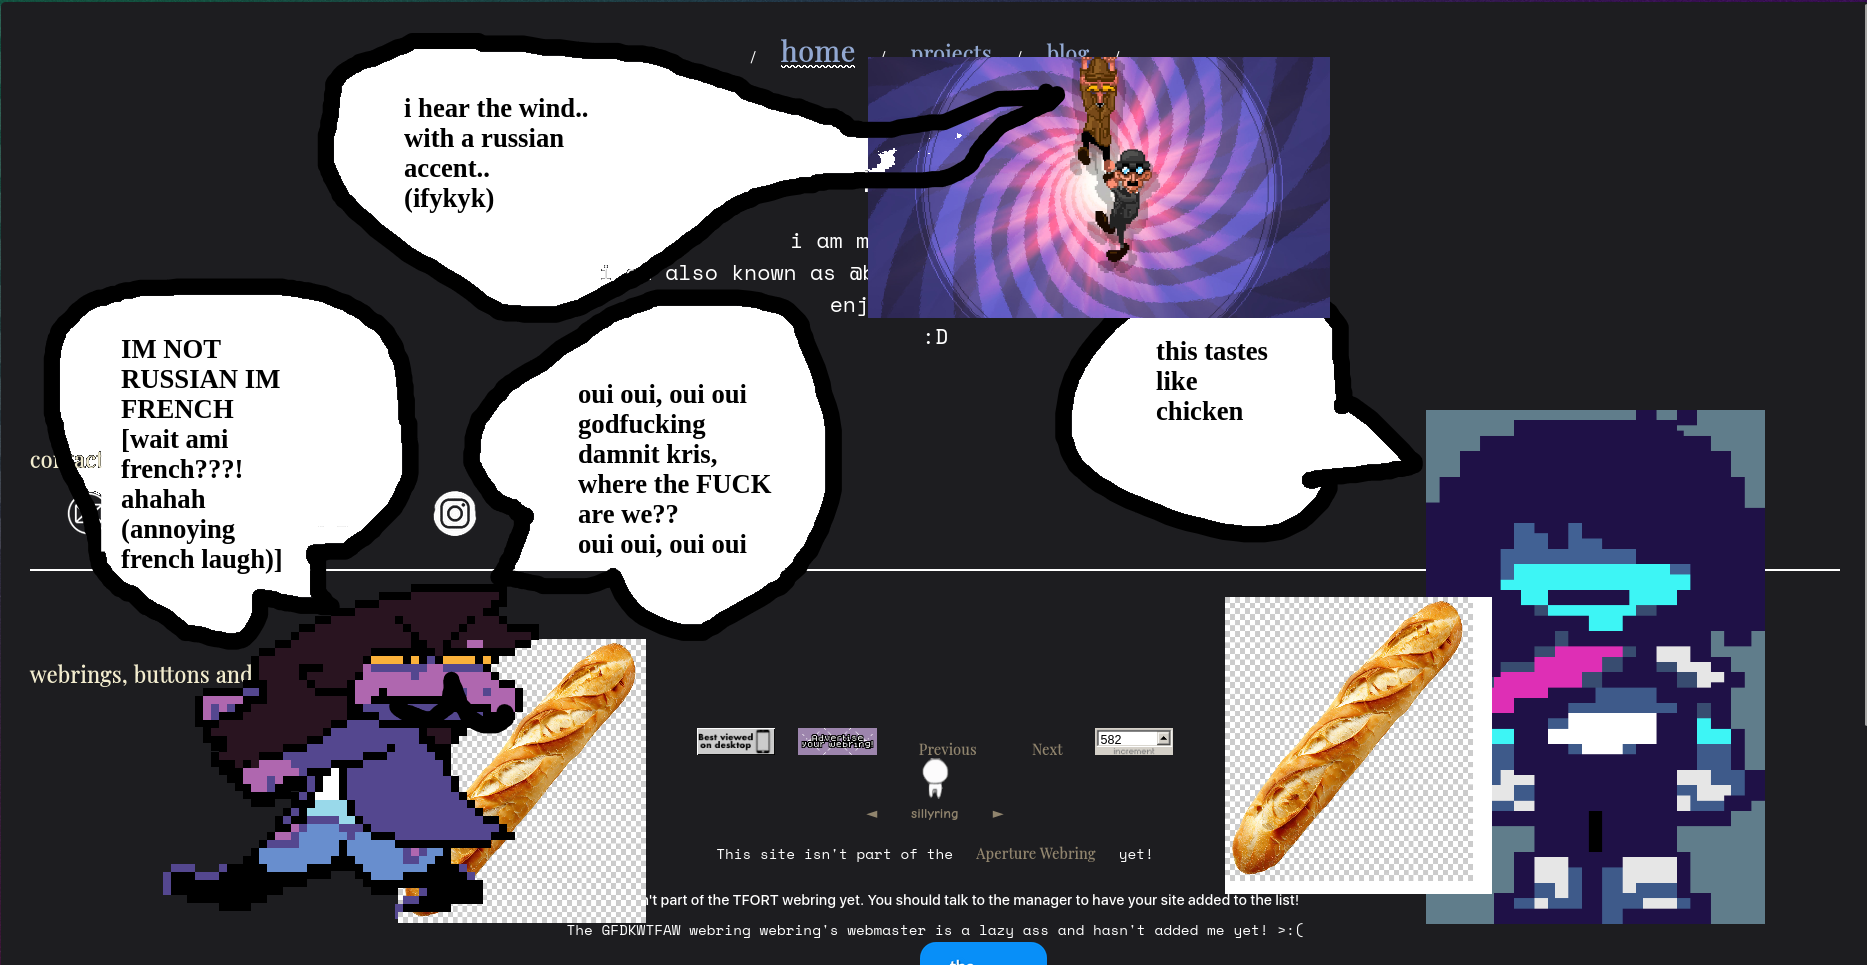 / home / projects / blog /
i hear the wind..
with a russian
accent..
(ifykyk)
i am
also known as
:D
IM NOT
RUSSIAN IM
FRENCH
[wait ami
french???!
ahahah
(annoying
french laugh)]
oui oui, oui oui
godfucking
damnit kris,
where the FUCK
are we??
oui oui, oui oui
this tastes
like
chicken
webrings, buttons and
Best viewed
on desktop
Advertise
your webring!
Previous
Next
582
increment
◄ sillyring ►
This site isn't part of the Aperture Webring yet!
part of the TFORT webring yet. You should talk to the manager to have your site added to the list!
The GFDKWTFAW webring webring's webmaster is a lazy ass and hasn't added me yet! >:(